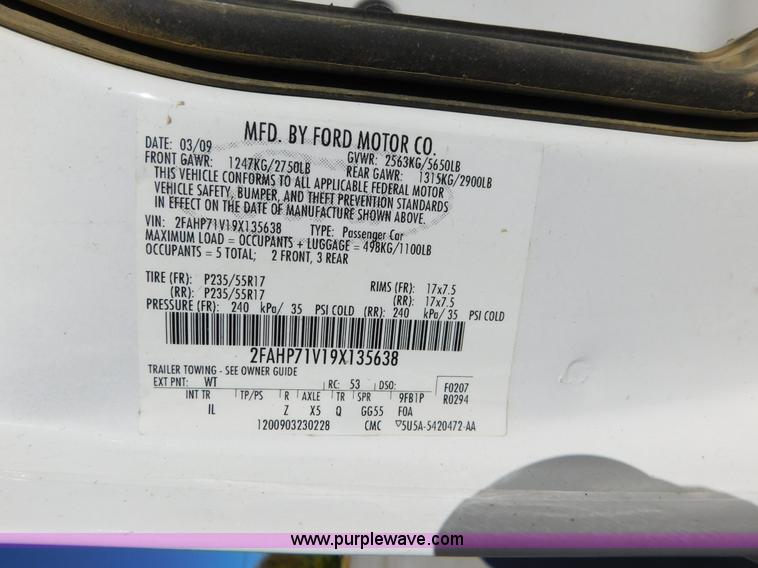 MFD. BY FORD MOTOR CO.
DATE: 03/09 GVWR: 2563KG/5650LB
FRONT GAWR: 1247KG/2750LB REAR GAWR: 1315KG/2900LB
THIS VEHICLE CONFORMS TO ALL APPLICABLE FEDERAL MOTOR
VEHICLE SAFETY, BUMPER, AND THEFT PREVENTION STANDARDS
IN EFFECT ON THE DATE OF MANUFACTURE SHOWN ABOVE.
VIN: 2FAHP71V19X135638 TYPE: Passenger Car
MAXIMUM LOAD = OCCUPANTS + LUGGAGE = 498KG/1100LB
OCCUPANTS = 5 TOTAL; 2 FRONT, 3 REAR
TIRE (FR): P235/55R17 RIMS (FR): 17x7.5
(RR): P235/55R17 (RR): 17x7.5
PRESSURE (FR): 240 kPa/ 35 PSI COLD (RR): 240 kPa/ 35 PSI COLD
2FAHP71V19X135638
TRAILER TOWING - SEE OWNER GUIDE
EXT PNT: WT RC: 53 DSO: F0207
INT TR TP/PS R AXLE TR SPR 9FB1P R0294
IL Z X5 Q GG55 F0A
1200903230228 CMC ▽5U5A-5420472-AA
www.purplewave.com